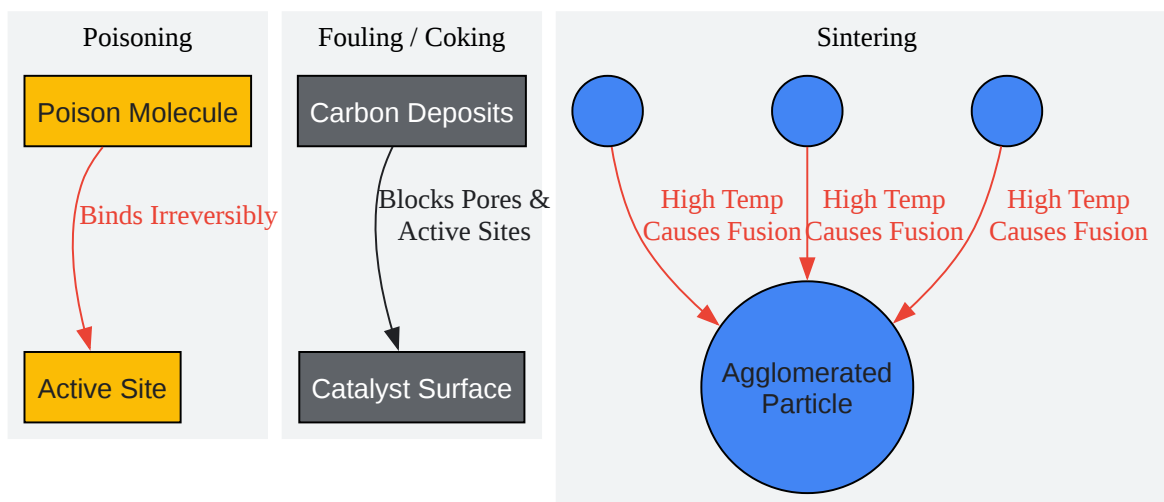 Poisoning
Poison Molecule
Binds Irreversibly
Active Site
Fouling / Coking
Carbon Deposits
Blocks Pores &
Active Sites
Catalyst Surface
Sintering
High Temp
Causes Fusion
High Temp
Causes Fusion
High Temp
Causes Fusion
Agglomerated
Particle